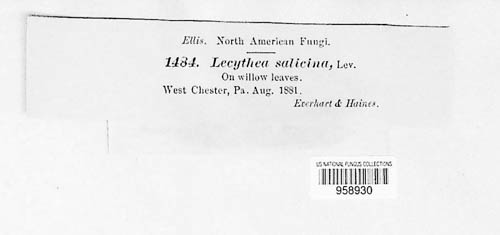 Ellis. North American Fungi.
1484. Lecythea salicina, Lev.
On willow leaves.
West Chester, Pa. Aug. 1881.
Everhart & Haines.
US NATIONAL FUNGUS COLLECTIONS
958930